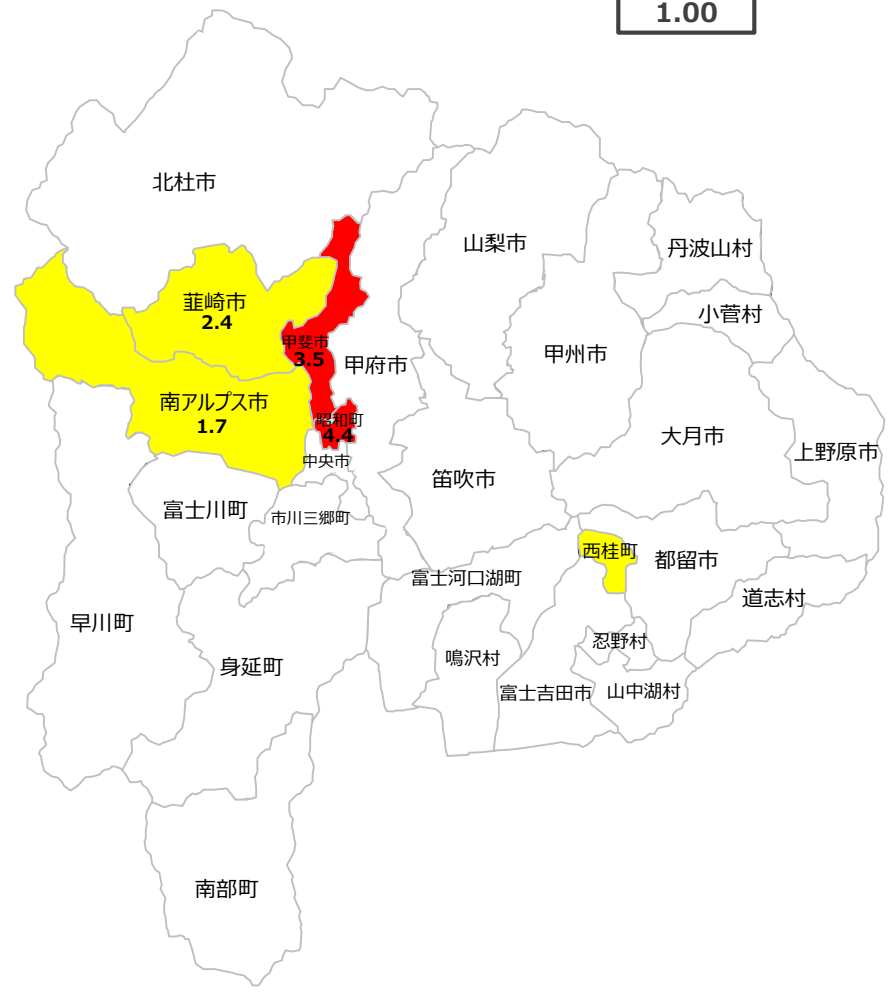 1.00
北杜市
山梨市
丹波山村
韮崎市
2.4
小菅村
甲斐市
3.5
甲府市
甲州市
南アルプス市
1.7
昭和町
4.4
大月市
上野原市
中央市
笛吹市
富士川町
市川三郷町
西桂町
都留市
富士河口湖町
道志村
早川町
忍野村
身延町
鳴沢村
富士吉田市
山中湖村
南部町